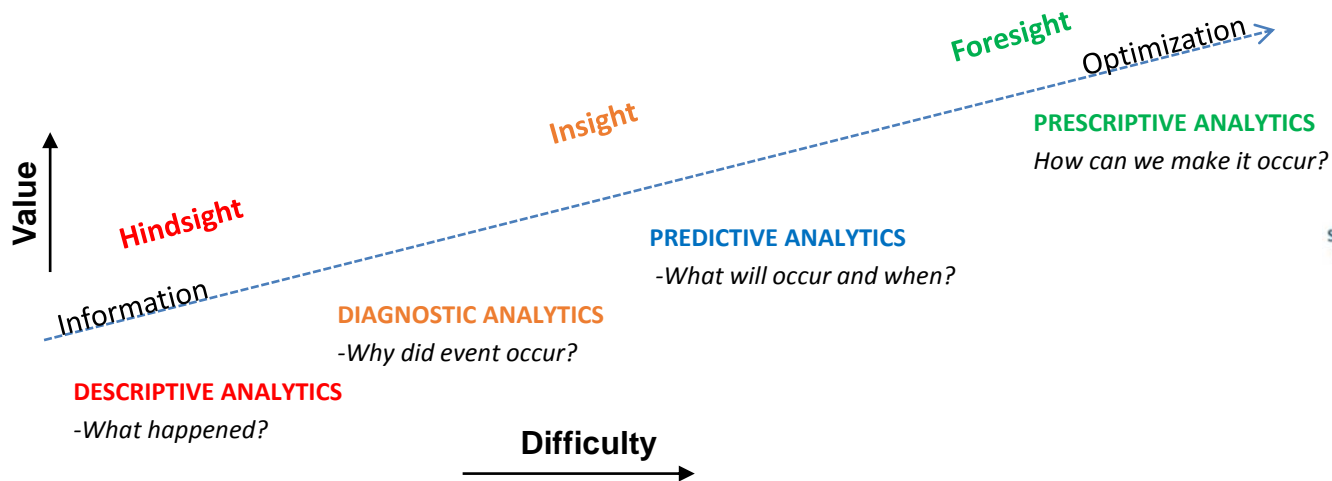 Foresight
Optimization
Insight
PRESCRIPTIVE ANALYTICS
How can we make it occur?
Value
Hindsight
PREDICTIVE ANALYTICS
-What will occur and when?
Information
DIAGNOSTIC ANALYTICS
-Why did event occur?
DESCRIPTIVE ANALYTICS
-What happened?
Difficulty